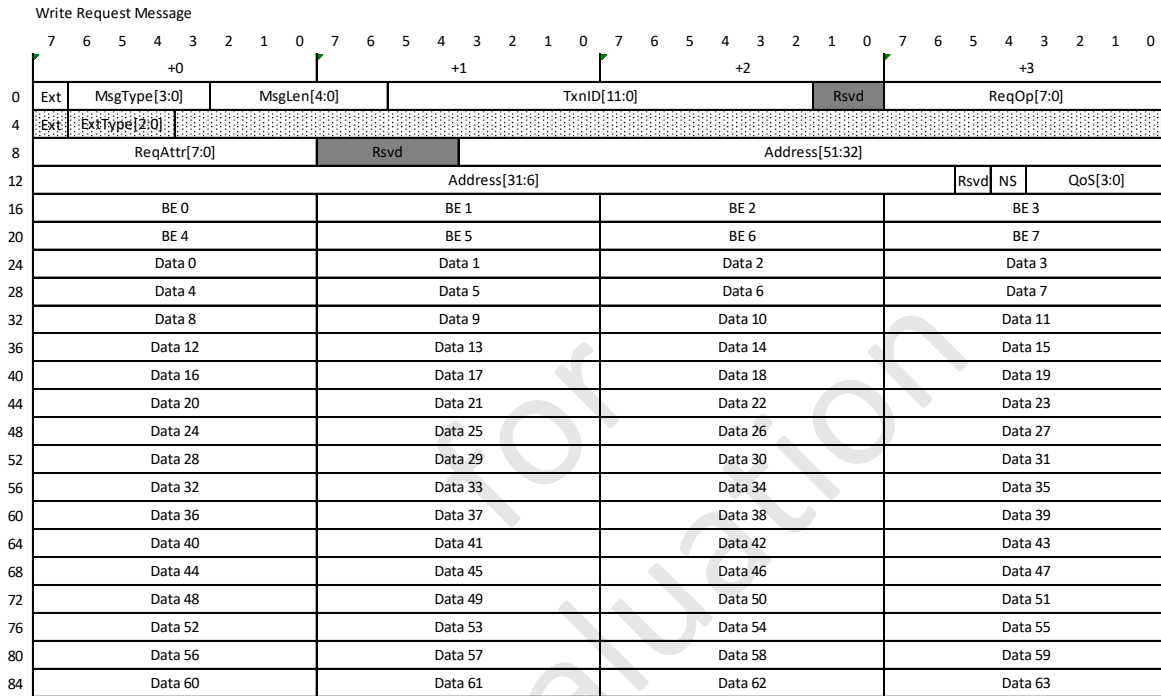 Write Request Message
7 6 5 4 3 2 1 0 7 6 5 4 3 2 1 0 7 6 5 4 3 2 1 0 7 6 5 4 3 2 1 0
+0 +1 +2 +3
0 Ext MsgType[3:0] MsgLen[4:0] TxnID[11:0] Rsvd ReqOp[7:0]
4 Ext ExtType[2:0]
8 ReqAttr[7:0] Rsvd Address[51:32]
12 Address[31:6] Rsvd NS QoS[3:0]
16 BE 0 BE 1 BE 2 BE 3
20 BE 4 BE 5 BE 6 BE 7
24 Data 0 Data 1 Data 2 Data 3
28 Data 4 Data 5 Data 6 Data 7
32 Data 8 Data 9 Data 10 Data 11
36 Data 12 Data 13 Data 14 Data 15
40 Data 16 Data 17 Data 18 Data 19
44 Data 20 Data 21 Data 22 Data 23
48 Data 24 Data 25 Data 26 Data 27
52 Data 28 Data 29 Data 30 Data 31
56 Data 32 Data 33 Data 34 Data 35
60 Data 36 Data 37 Data 38 Data 39
64 Data 40 Data 41 Data 42 Data 43
68 Data 44 Data 45 Data 46 Data 47
72 Data 48 Data 49 Data 50 Data 51
76 Data 52 Data 53 Data 54 Data 55
80 Data 56 Data 57 Data 58 Data 59
84 Data 60 Data 61 Data 62 Data 63
for